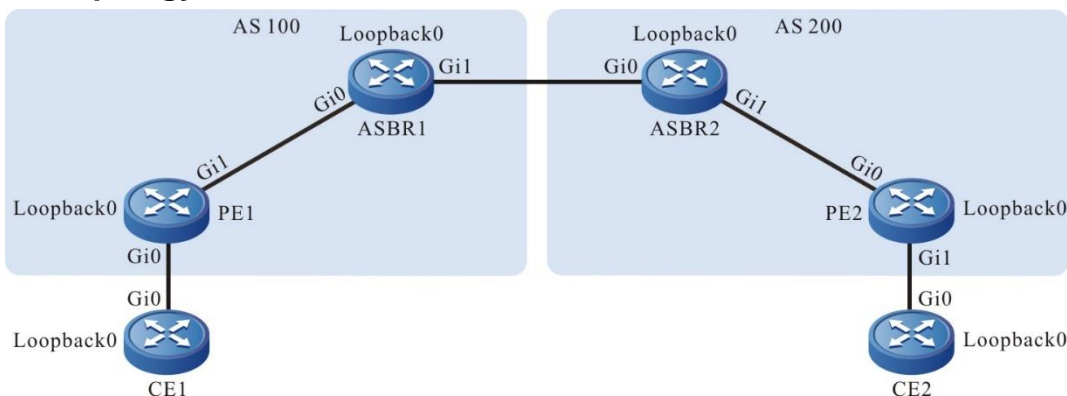 AS 100
Loopback0
Loopback0
AS 200
Gi1
Gi0
Gi0
Gi1
ASBR1
ASBR2
Gi1
Gi0
Loopback0
PE1
PE2
Loopback0
Gi0
Gi1
Gi0
Gi0
Loopback0
Loopback0
CE1
CE2